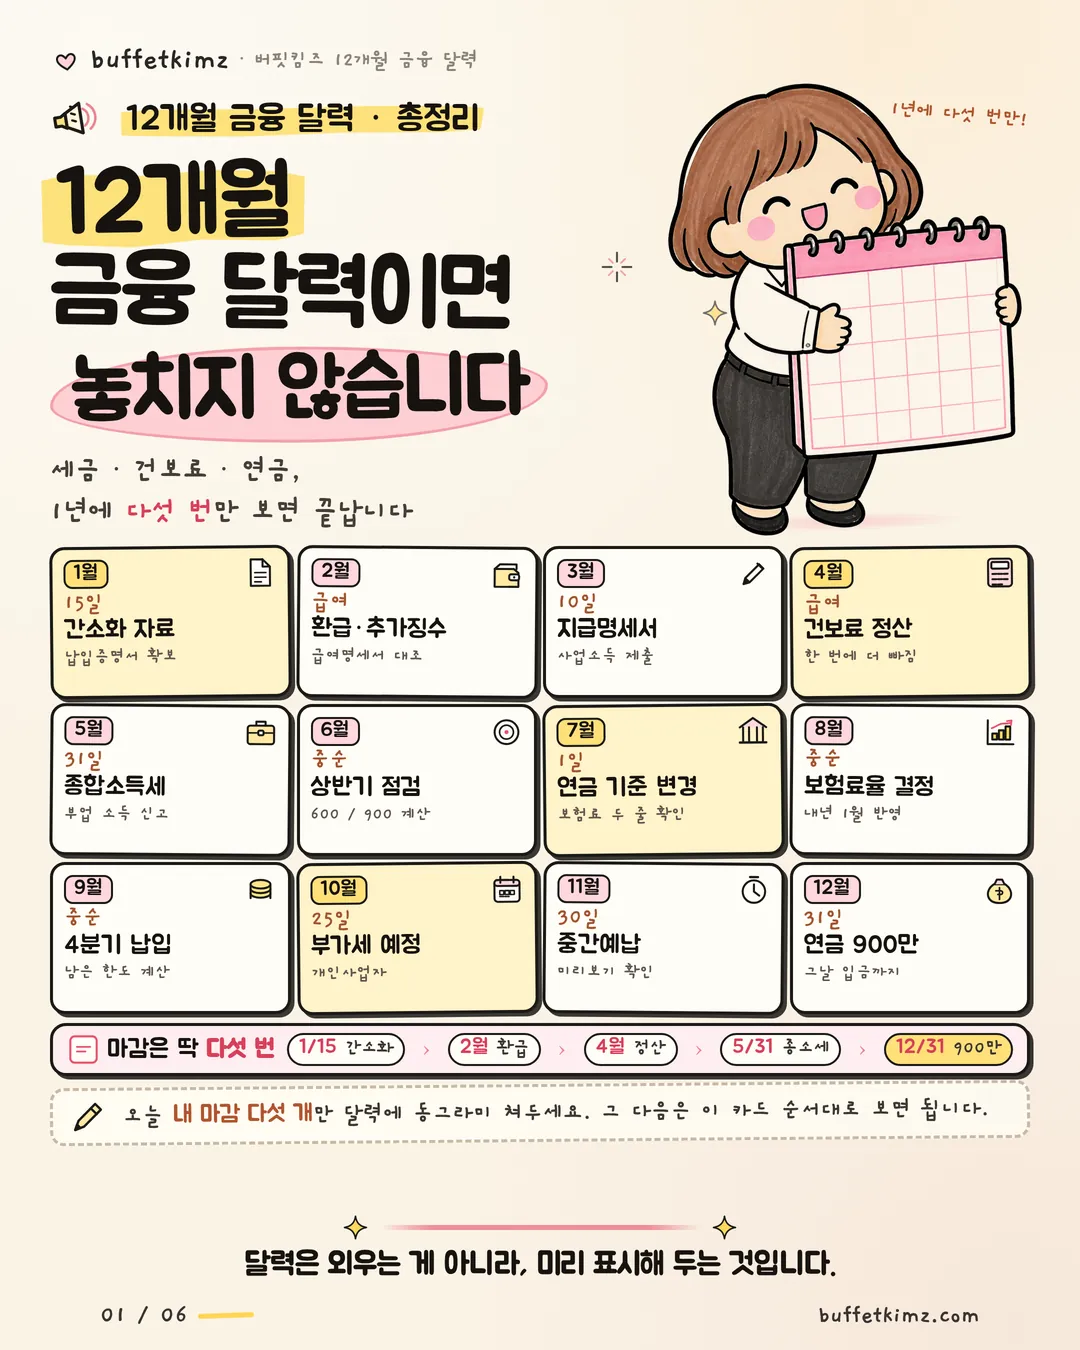 buffetkimz · 버핏킴즈 12개월 금융 달력
12개월 금융 달력 · 총정리
1년에 다섯 번만!
12개월
금융 달력이면
놓치지 않습니다
세금 · 건보료 · 연금,
1년에 다섯 번만 보면 끝납니다
1월
15일
간소화 자료
납입증명서 확보
2월
급여
환급·추가징수
급여명세서 대조
3월
10일
지급명세서
사업소득 제출
4월
급여
건보료 정산
한 번에 더 빠짐
5월
31일
종합소득세
부업 소득 신고
6월
중순
상반기 점검
600 / 900 계산
7월
1일
연금 기준 변경
보험료 두 줄 확인
8월
중순
보험료율 결정
내년 1월 반영
9월
중순
4분기 납입
남은 한도 계산
10월
25일
부가세 예정
개인사업자
11월
30일
중간예납
미리보기 확인
12월
31일
연금 900만
그날 입금까지
마감은 딱 다섯 번 1/15 간소화 › 2월 환급 › 4월 정산 › 5/31 종소세 › 12/31 900만
오늘 내 마감 다섯 개만 달력에 동그라미 쳐두세요. 그 다음은 이 카드 순서대로 보면 됩니다.
달력은 외우는 게 아니라, 미리 표시해 두는 것입니다.
01 / 06
buffetkimz.com